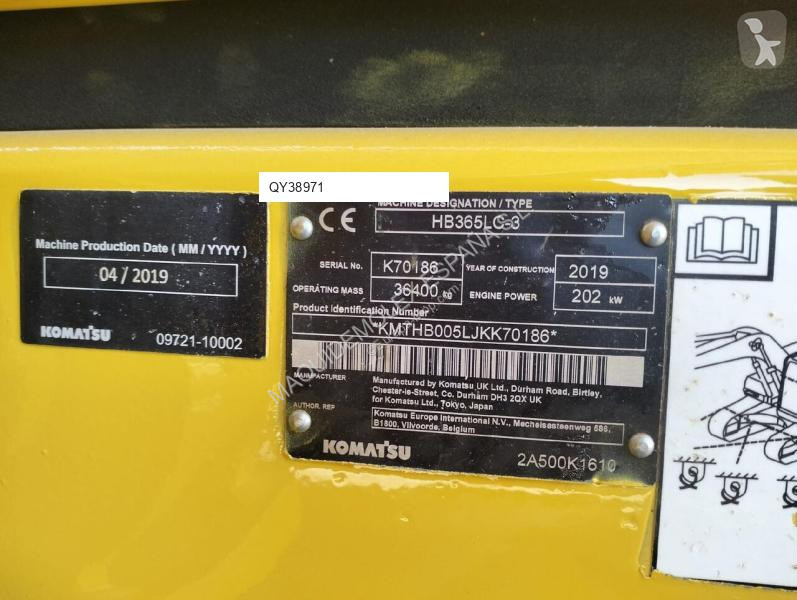 QY38971
Machine Production Date ( MM / YYYY )
04 / 2019
KOMATSU
09721-10002
CE
MACHINE DESIGNATION / TYPE
HB365LC-3
SERIAL No.
K70186
YEAR OF CONSTRUCTION
2019
OPERATING MASS
36400 kg
ENGINE POWER
202 kW
Product Identification Number
*KMTHB005LJKK70186*
MANUFACTURER
Manufactured by Komatsu UK Ltd., Durham Road, Birtley,
Chester-le-Street, Co. Durham DH3 2QX UK
for Komatsu Ltd., Tokyo, Japan
AUTHOR. REP
Komatsu Europe International N.V., Mechelsesteenweg 586,
B1800, Vilvoorde, Belgium
KOMATSU
2A500K1610